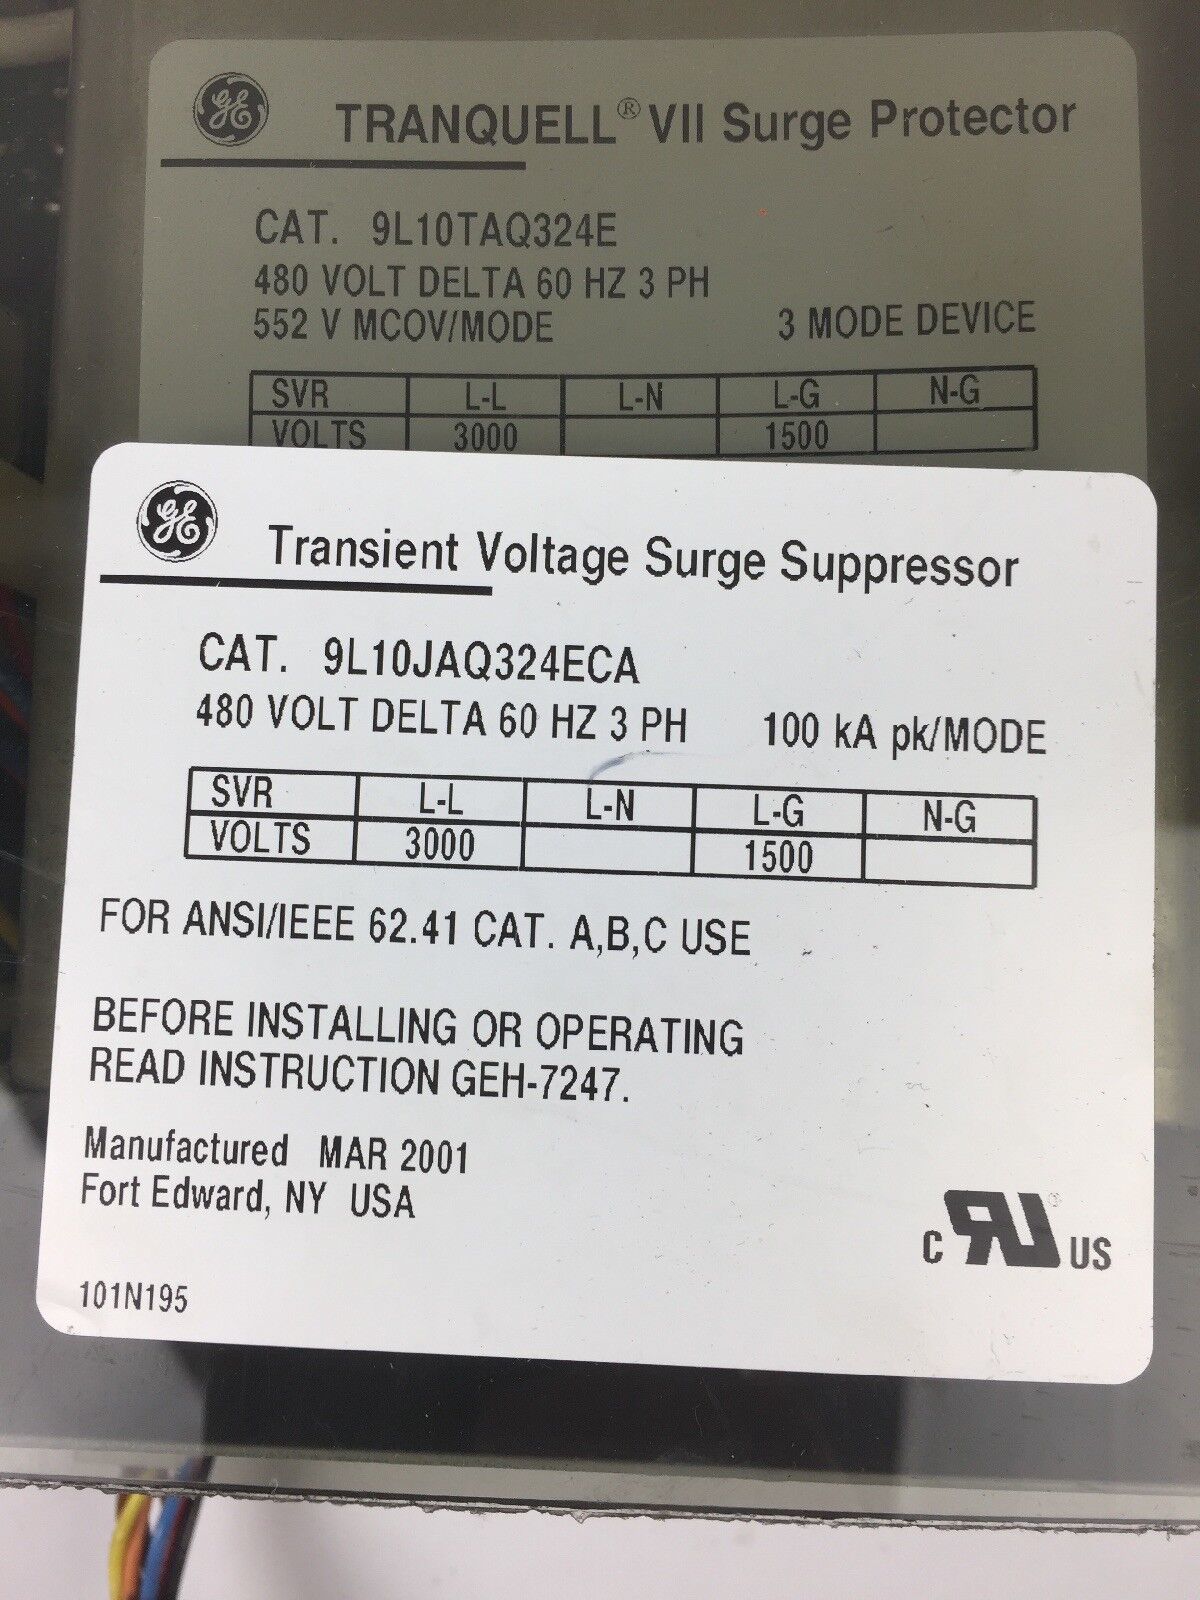 GE
TRANQUELL® VII Surge Protector
CAT. 9L10TAQ324E
480 VOLT DELTA 60 HZ 3 PH
552 V MCOV/MODE 3 MODE DEVICE
SVR L-L L-N L-G N-G
VOLTS 3000 1500
GE
Transient Voltage Surge Suppressor
CAT. 9L10JAQ324ECA
480 VOLT DELTA 60 HZ 3 PH 100 kA pk/MODE
SVR L-L L-N L-G N-G
VOLTS 3000 1500
FOR ANSI/IEEE 62.41 CAT. A,B,C USE
BEFORE INSTALLING OR OPERATING
READ INSTRUCTION GEH-7247.
Manufactured MAR 2001
Fort Edward, NY USA
C RU® US
101N195